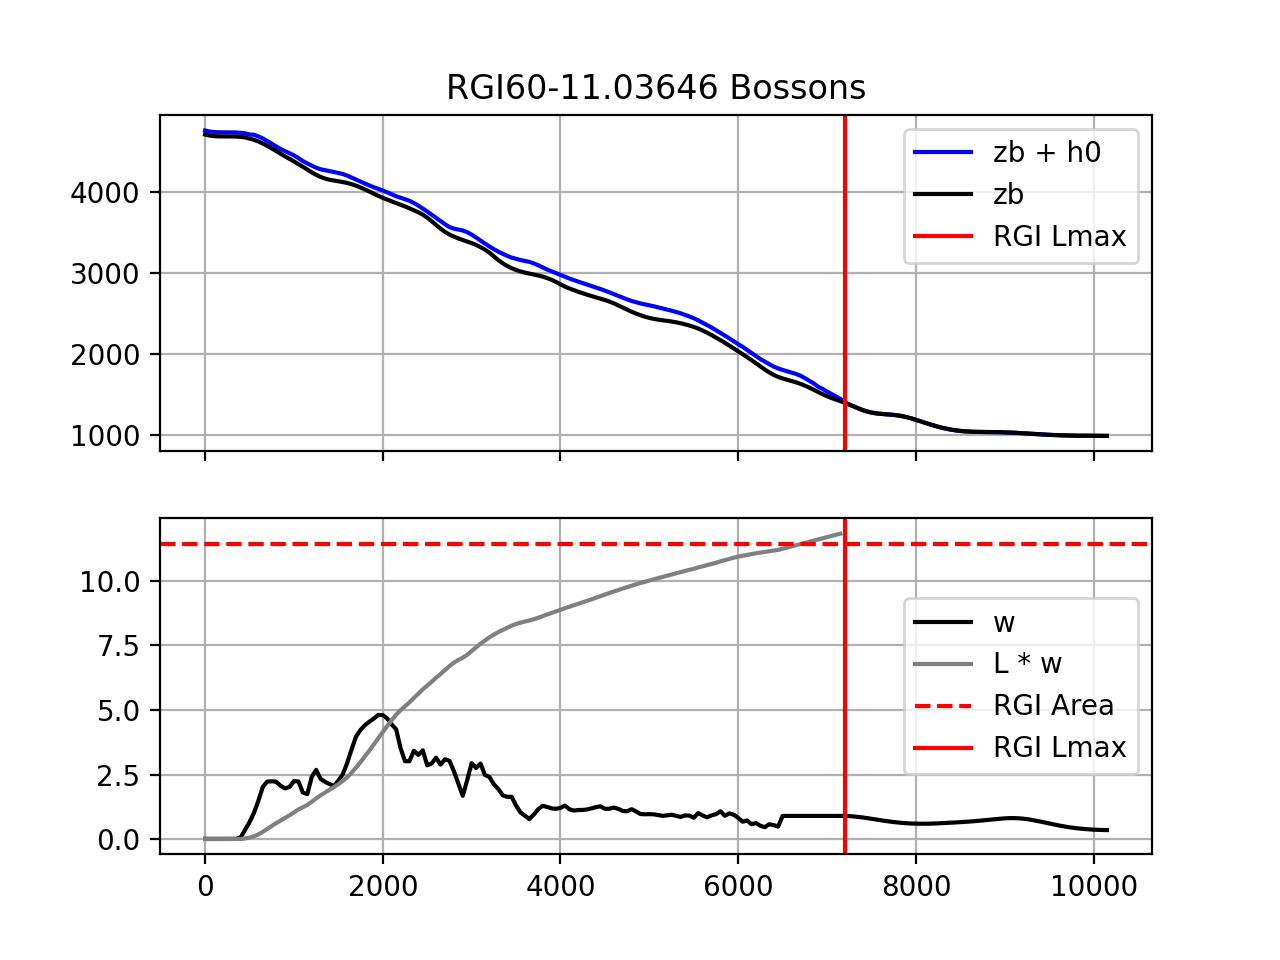 RGI60-11.03646 Bossons
zb + h0
zb
RGI Lmax
4000
3000
2000
1000
w
L * w
RGI Area
RGI Lmax
10.0
7.5
5.0
2.5
0.0
0 2000 4000 6000 8000 10000